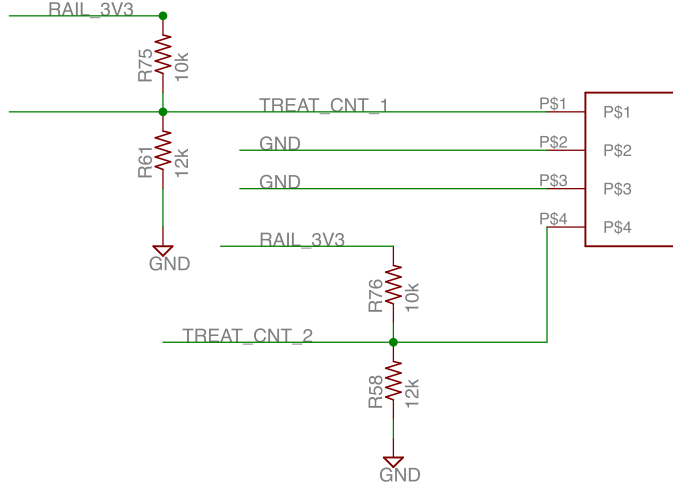 RAIL_3V3
R75
10k
TREAT_CNT_1
P$1
P$1
R61
12k
GND
P$2
P$2
GND
P$3
P$3
P$4
P$4
GND
RAIL_3V3
R76
10k
TREAT_CNT_2
R58
12k
GND